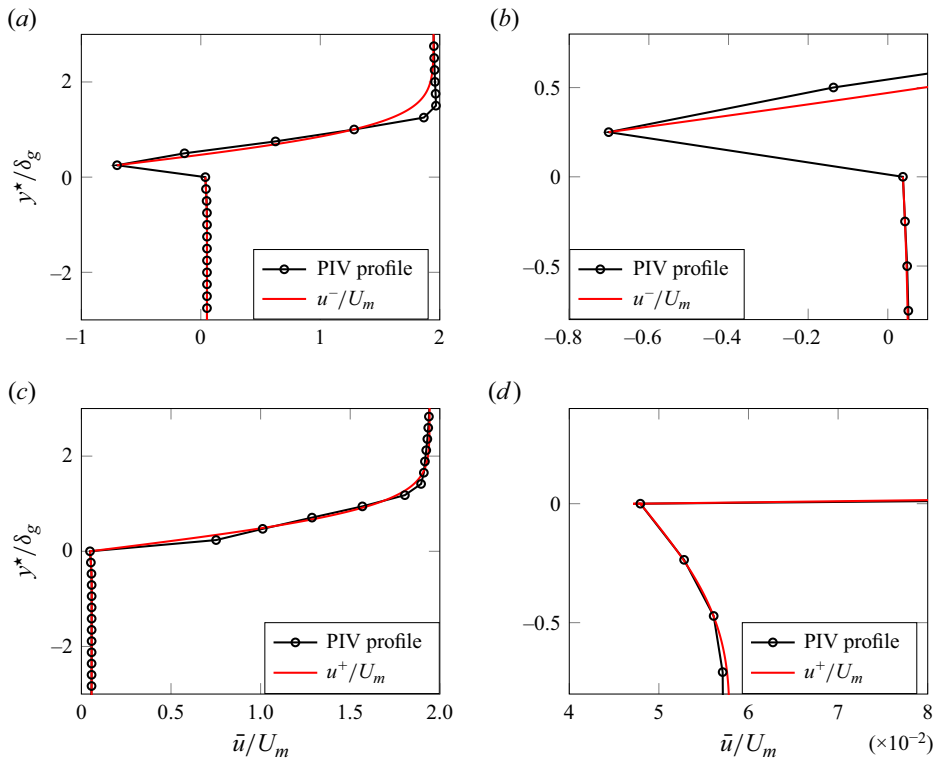 (a)
2
0
−2
y★/δg
−1
0
1
2
PIV profile
u−/Um
(b)
0.5
0
−0.5
−0.8
−0.6
−0.4
−0.2
0
PIV profile
u−/Um
(c)
2
0
−2
y★/δg
0
0.5
1.0
1.5
2.0
ū/Um
PIV profile
u+/Um
(d)
0
−0.5
4
5
6
7
8
ū/Um
(×10−2)
PIV profile
u+/Um